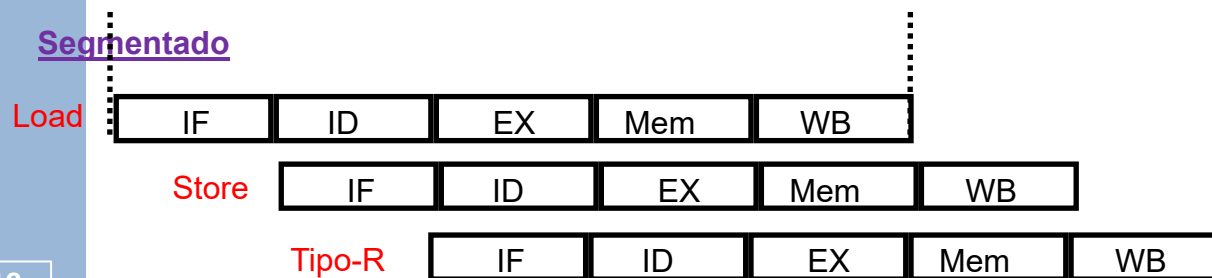 Segmentado
Load IF ID EX Mem WB
Store IF ID EX Mem WB
Tipo-R IF ID EX Mem WB